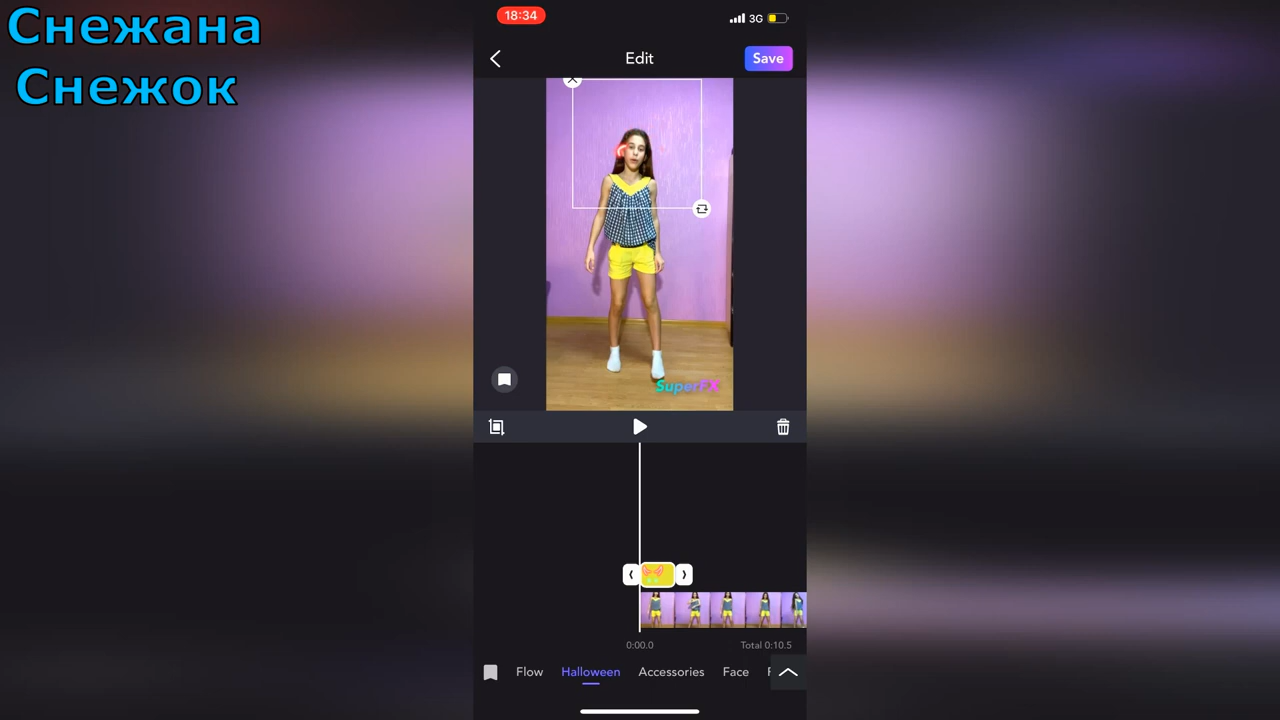 Снежана
Снежок
18:34
3G
Edit
Save
SuperFX
0:00.0
Total 0:10.5
Flow
Halloween
Accessories
Face